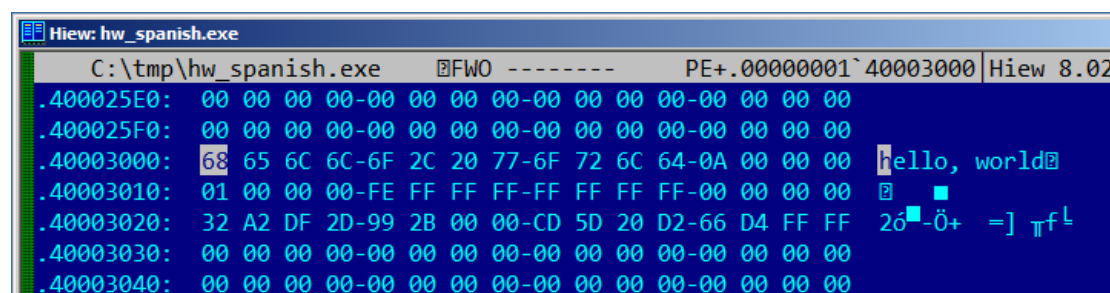 Hiew: hw_spanish.exe
C:\tmp\hw_spanish.exe FWO -------- PE+.00000001`40003000 Hiew 8.02
.400025E0: 00 00 00 00-00 00 00 00-00 00 00 00-00 00 00 00
.400025F0: 00 00 00 00-00 00 00 00-00 00 00 00-00 00 00 00
.40003000: 68 65 6C 6C-6F 2C 20 77-6F 72 6C 64-0A 00 00 00 hello, world
.40003010: 01 00 00 00-FE FF FF FF-FF FF FF FF-00 00 00 00 ■
.40003020: 32 A2 DF 2D-99 2B 00 00-CD 5D 20 D2-66 D4 FF FF 2ó▀-Ö+ =] ╥f╘
.40003030: 00 00 00 00-00 00 00 00-00 00 00 00-00 00 00 00
.40003040: 00 00 00 00-00 00 00 00-00 00 00 00-00 00 00 00